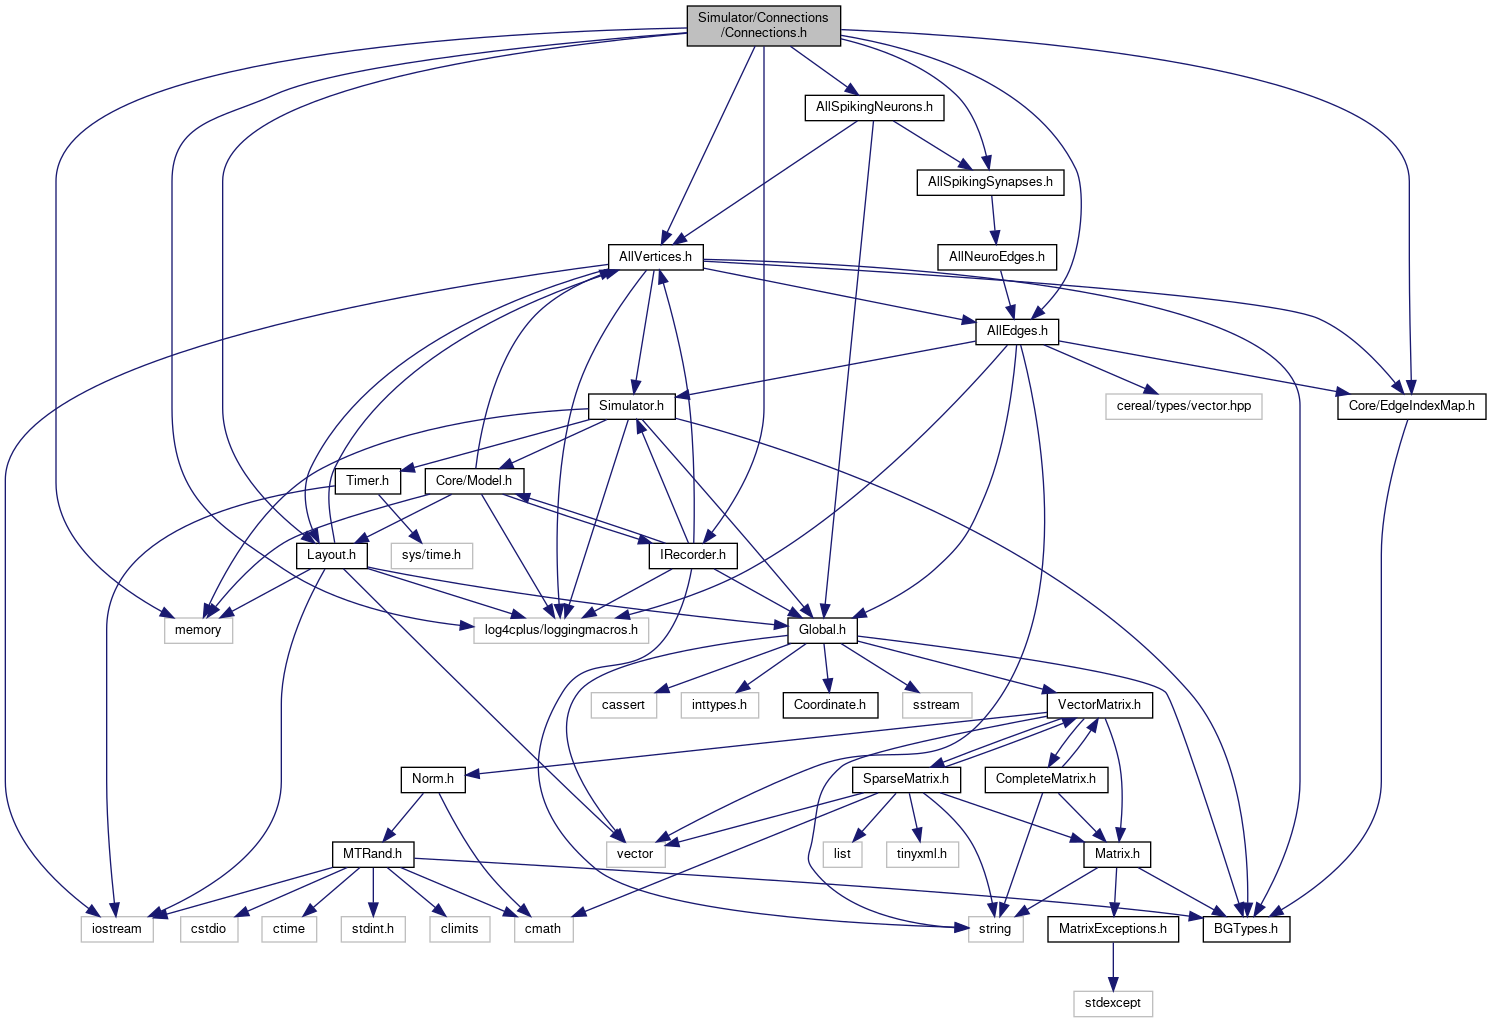 Simulator/Connections
/Connections.h
AllSpikingNeurons.h
AllSpikingSynapses.h
AllVertices.h
AllNeuroEdges.h
AllEdges.h
Simulator.h
cereal/types/vector.hpp
Core/EdgeIndexMap.h
Timer.h
Core/Model.h
Layout.h
sys/time.h
IRecorder.h
memory
log4cplus/loggingmacros.h
Global.h
cassert
inttypes.h
Coordinate.h
sstream
VectorMatrix.h
Norm.h
SparseMatrix.h
CompleteMatrix.h
MTRand.h
vector
list
tinyxml.h
Matrix.h
iostream
cstdio
ctime
stdint.h
climits
cmath
string
MatrixExceptions.h
BGTypes.h
stdexcept